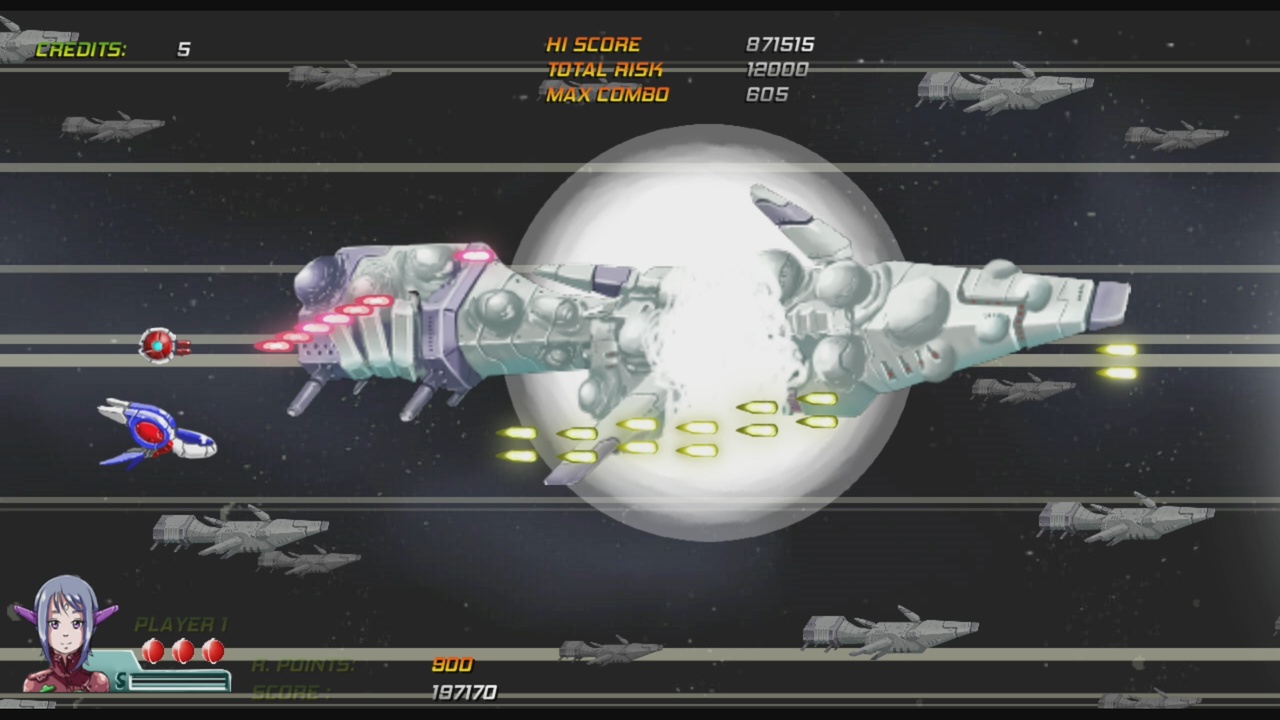 CREDITS: 5
HI SCORE 871515
TOTAL RISK 12000
MAX COMBO 605
PLAYER 1
R. POINTS: 900
SCORE : 197170
S